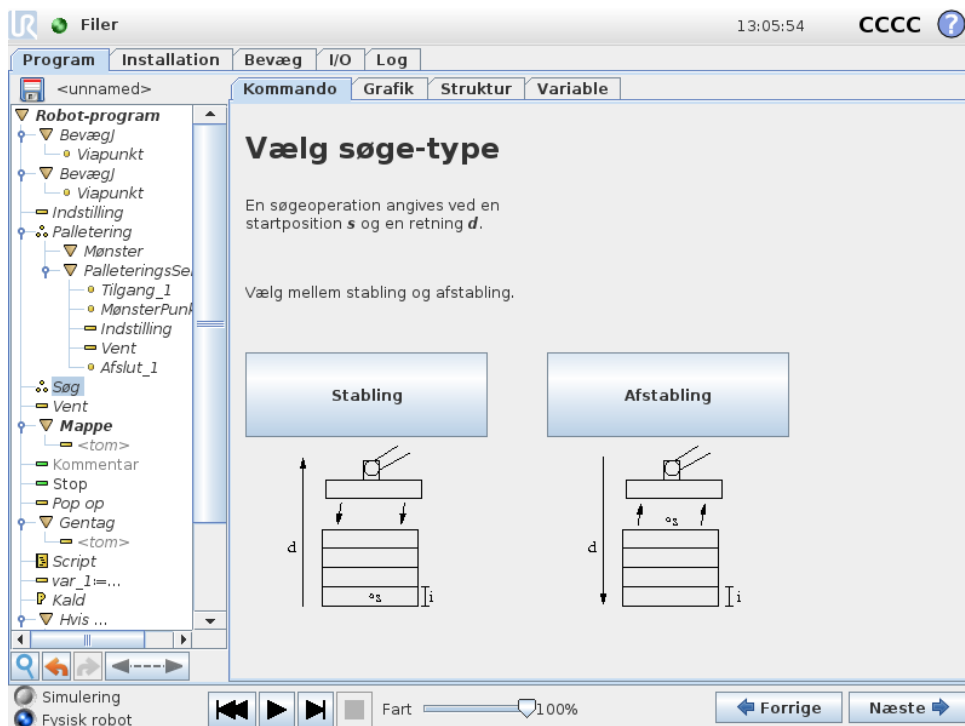 UR Filer 13:05:54 CCCC ?
Program Installation Bevæg I/O Log
<unnamed>
Kommando Grafik Struktur Variable
Robot-program
BevægJ
Viapunkt
BevægJ
Viapunkt
Indstilling
Palletering
Mønster
PalleteringsSe
Tilgang_1
MønsterPunk
Indstilling
Vent
Afslut_1
Søg
Vent
Mappe
<tom>
Kommentar
Stop
Pop op
Gentag
<tom>
Script
var_1:=...
Kald
Hvis ...
Vælg søge-type
En søgeoperation angives ved en
startposition s og en retning d.
Vælg mellem stabling og afstabling.
Stabling Afstabling
d s i
d s i
Simulering
Fysisk robot
Fart 100%
Forrige Næste